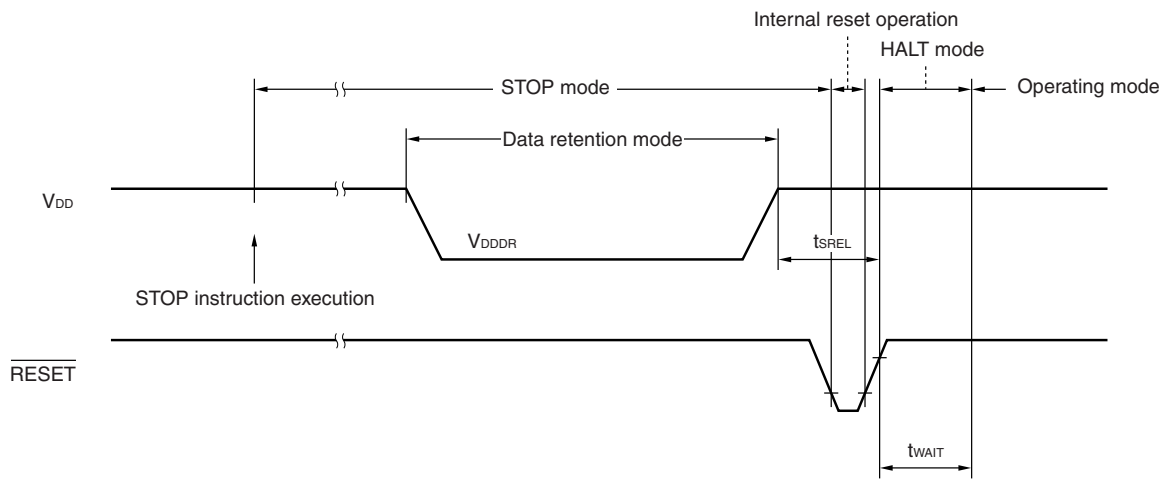 Internal reset operation
HALT mode
STOP mode
Operating mode
Data retention mode
VDD
VDDDR
tSREL
STOP instruction execution
RESET
tWAIT